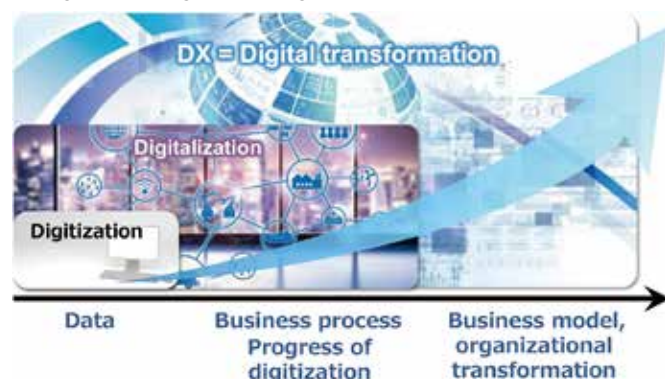 DX = Digital transformation
Digitalization
Digitization
Data
Business process
Progress of
digitization
Business model,
organizational
transformation